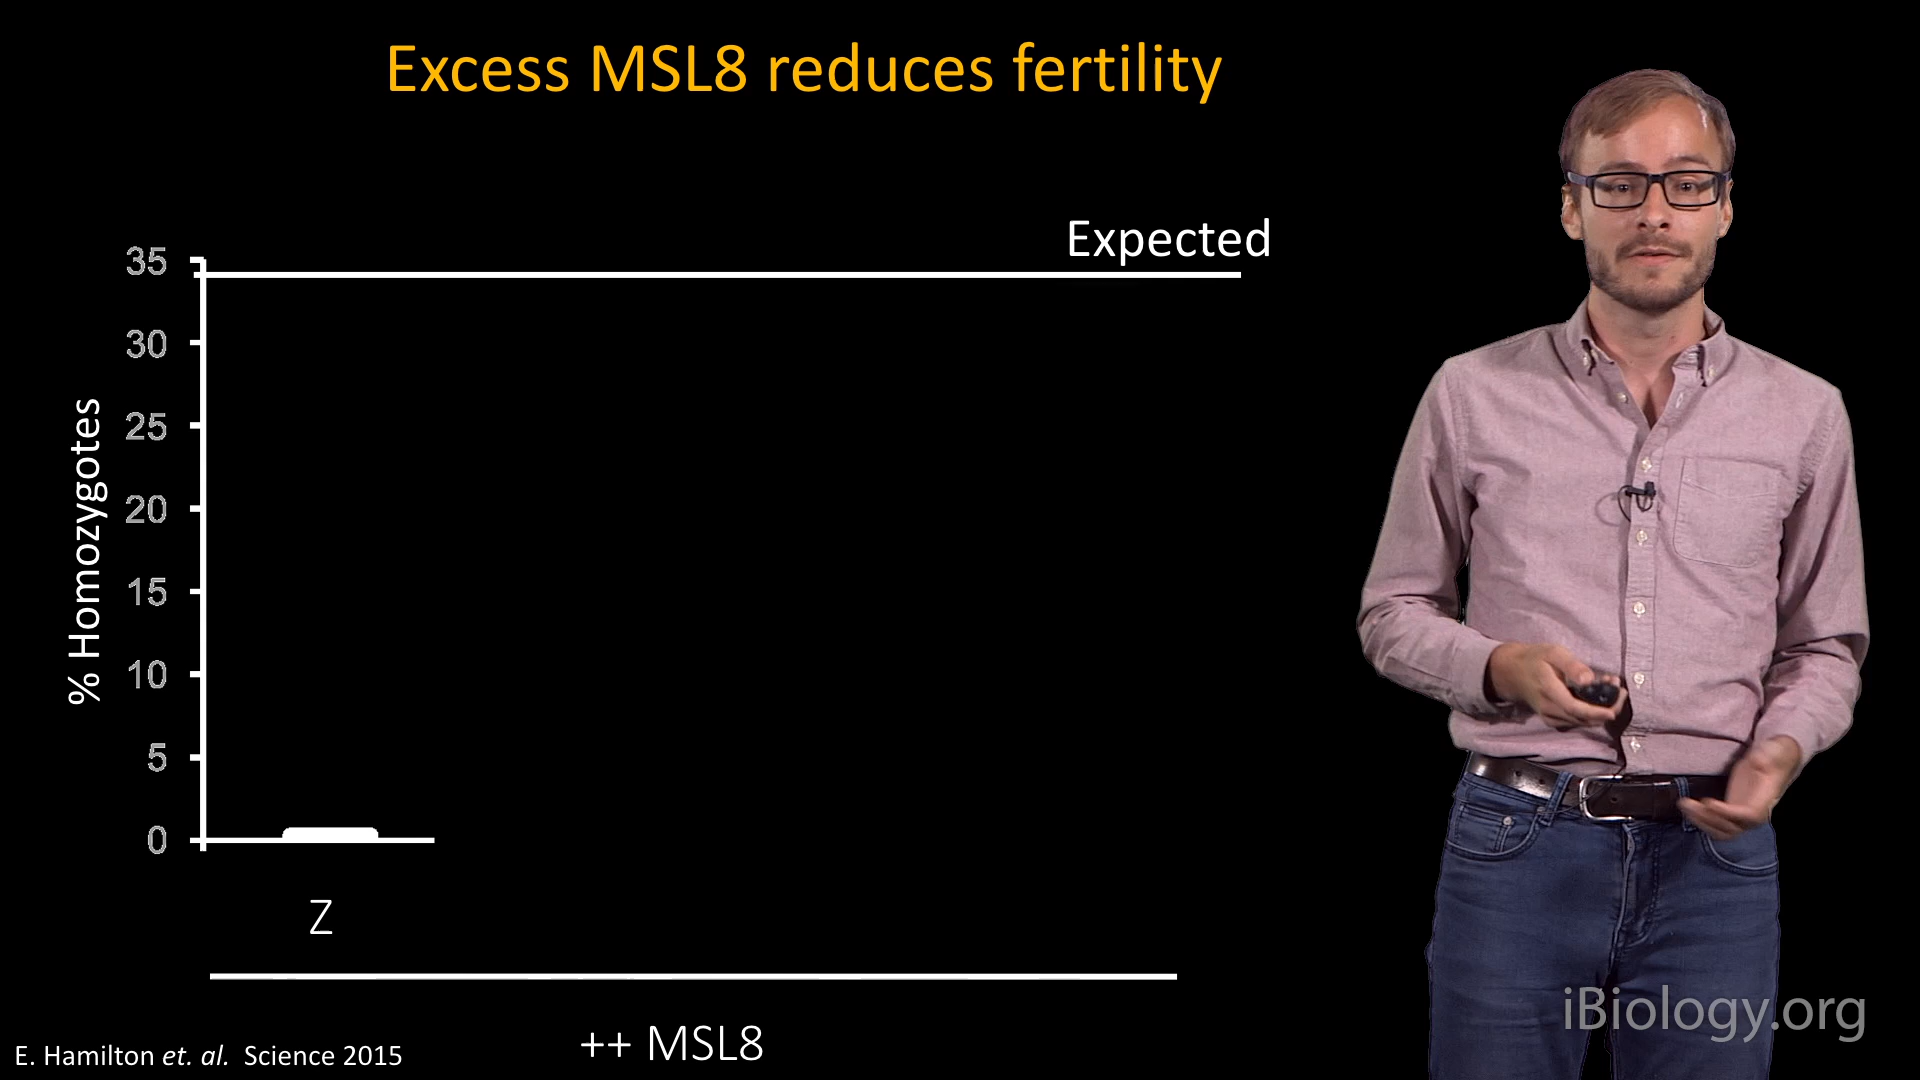 Excess MSL8 reduces fertility
Expected
35
30
25
20
15
10
5
0
% Homozygotes
Z
++ MSL8
E. Hamilton et. al. Science 2015
iBiology.org